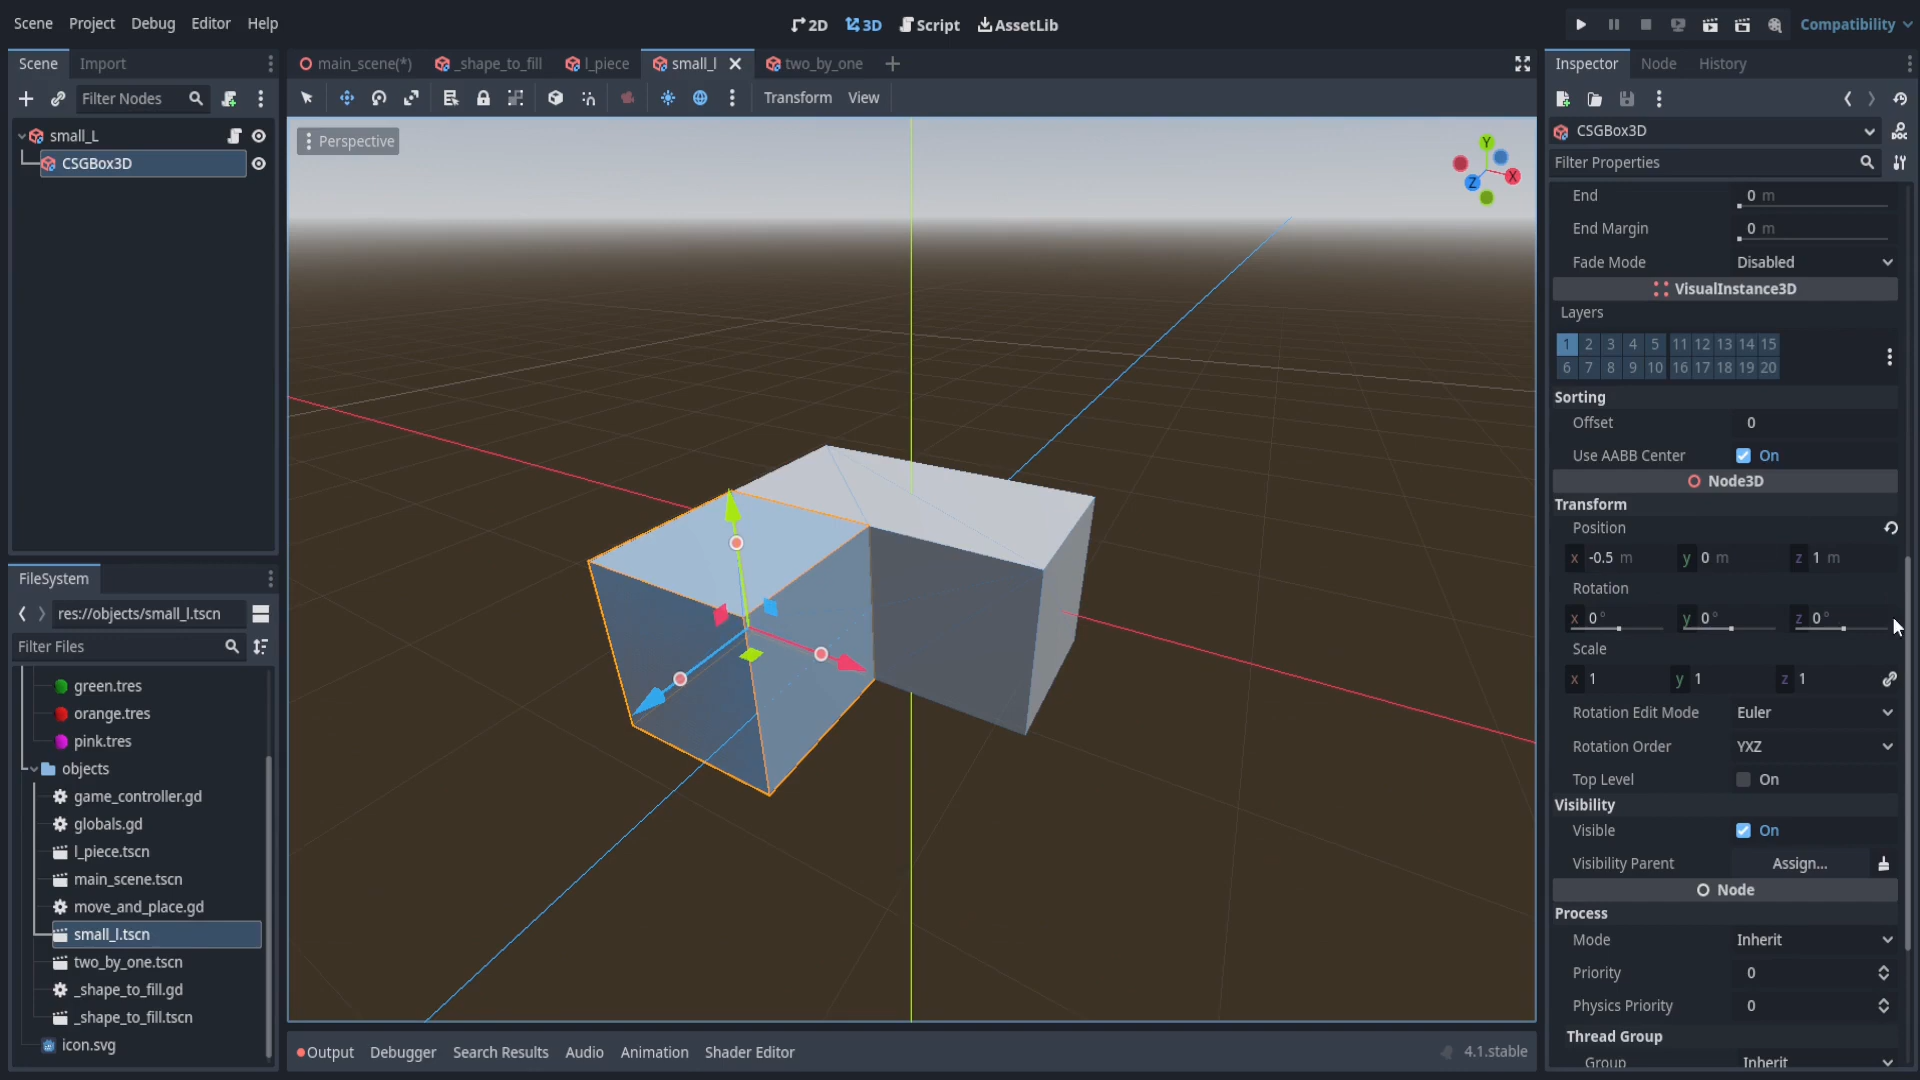 Scene Project Debug Editor Help
2D 3D Script AssetLib
Compatibility
Scene Import
Filter Nodes
small_L
CSGBox3D
FileSystem
res://objects/small_l.tscn
Filter Files
green.tres
orange.tres
pink.tres
objects
game_controller.gd
globals.gd
l_piece.tscn
main_scene.tscn
move_and_place.gd
small_l.tscn
two_by_one.tscn
_shape_to_fill.gd
_shape_to_fill.tscn
icon.svg
main_scene(*) _shape_to_fill l_piece small_l two_by_one
Transform View
Perspective
Y
Z X
Output Debugger Search Results Audio Animation Shader Editor 4.1.stable
Inspector Node History
CSGBox3D
Filter Properties
End 0 m
End Margin 0 m
Fade Mode Disabled
VisualInstance3D
Layers
1 2 3 4 5 11 12 13 14 15
6 7 8 9 10 16 17 18 19 20
Sorting
Offset 0
Use AABB Center On
Node3D
Transform
Position
x -0.5 m y 0 m z 1 m
Rotation
x 0° y 0° z 0°
Scale
x 1 y 1 z 1
Rotation Edit Mode Euler
Rotation Order YXZ
Top Level On
Visibility
Visible On
Visibility Parent Assign...
Node
Process
Mode Inherit
Priority 0
Physics Priority 0
Thread Group
Group Inherit